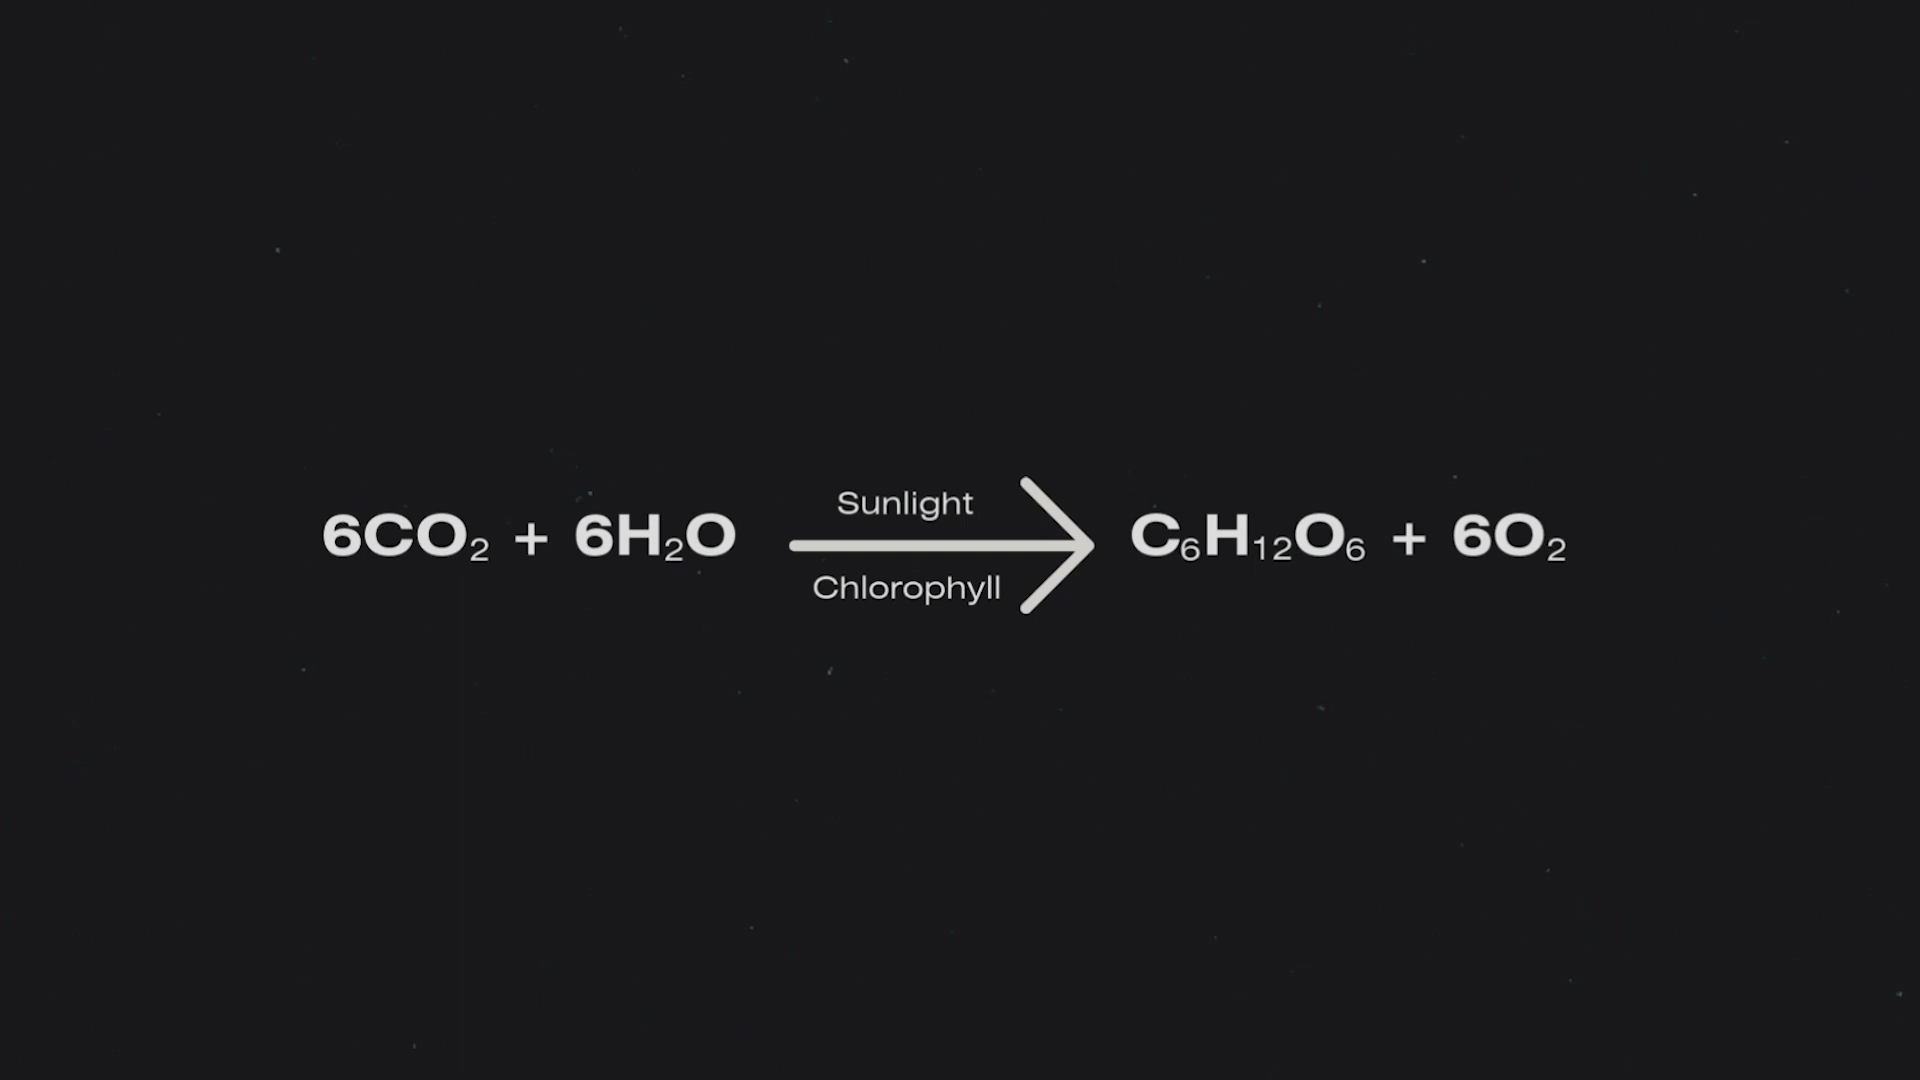 Sunlight
6CO₂ + 6H₂O → C₆H₁₂O₆ + 6O₂
Chlorophyll